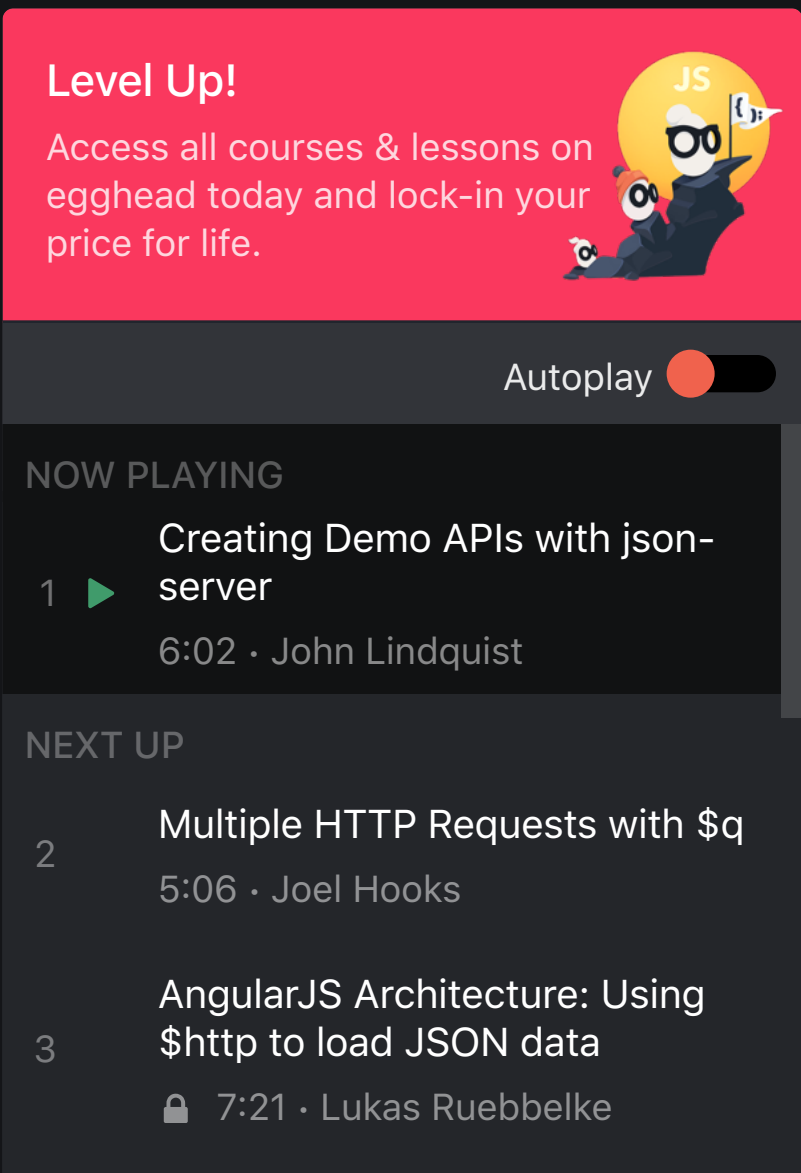 Level Up!
Access all courses & lessons on
egghead today and lock-in your
price for life.
JS
{ };
Autoplay
NOW PLAYING
Creating Demo APIs with json-
server
1
6:02 · John Lindquist
NEXT UP
Multiple HTTP Requests with $q
2
5:06 · Joel Hooks
AngularJS Architecture: Using
$http to load JSON data
3
7:21 · Lukas Ruebbelke